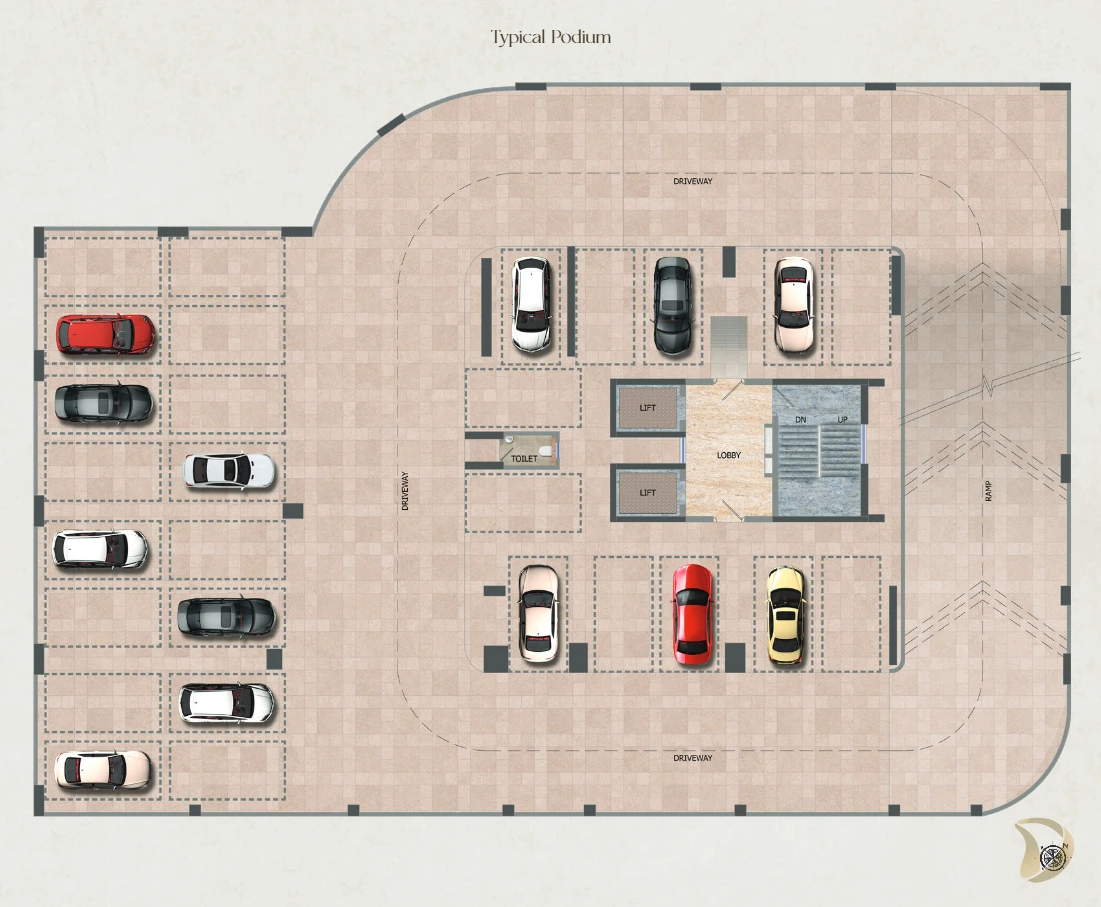 Typical Podium
DRIVEWAY
LIFT
DN
UP
LOBBY
TOILET
DRIVEWAY
LIFT
RAMP
DRIVEWAY
N